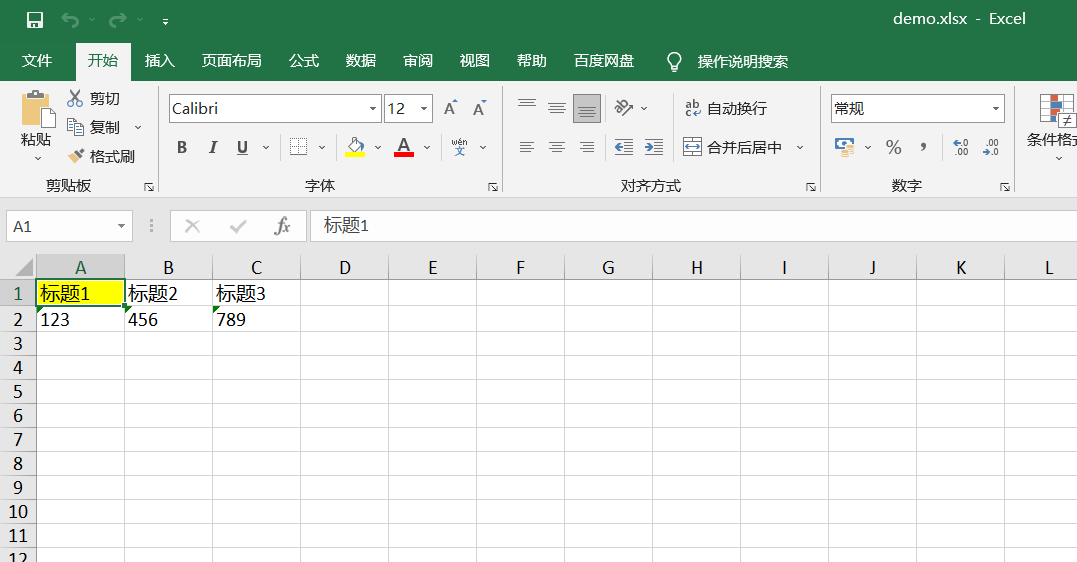 demo.xlsx - Excel
文件 开始 插入 页面布局 公式 数据 审阅 视图 帮助 百度网盘 操作说明搜索
粘贴
剪切
复制
格式刷
剪贴板
Calibri 12 A A
B I U A wén 文
字体
ab c 自动换行
合并后居中
对齐方式
常规
% , .0 .00 .00 .0
数字
条件格式
A1 fx 标题1
A B C D E F G H I J K L
1 标题1 标题2 标题3
2 123 456 789
3
4
5
6
7
8
9
10
11
12